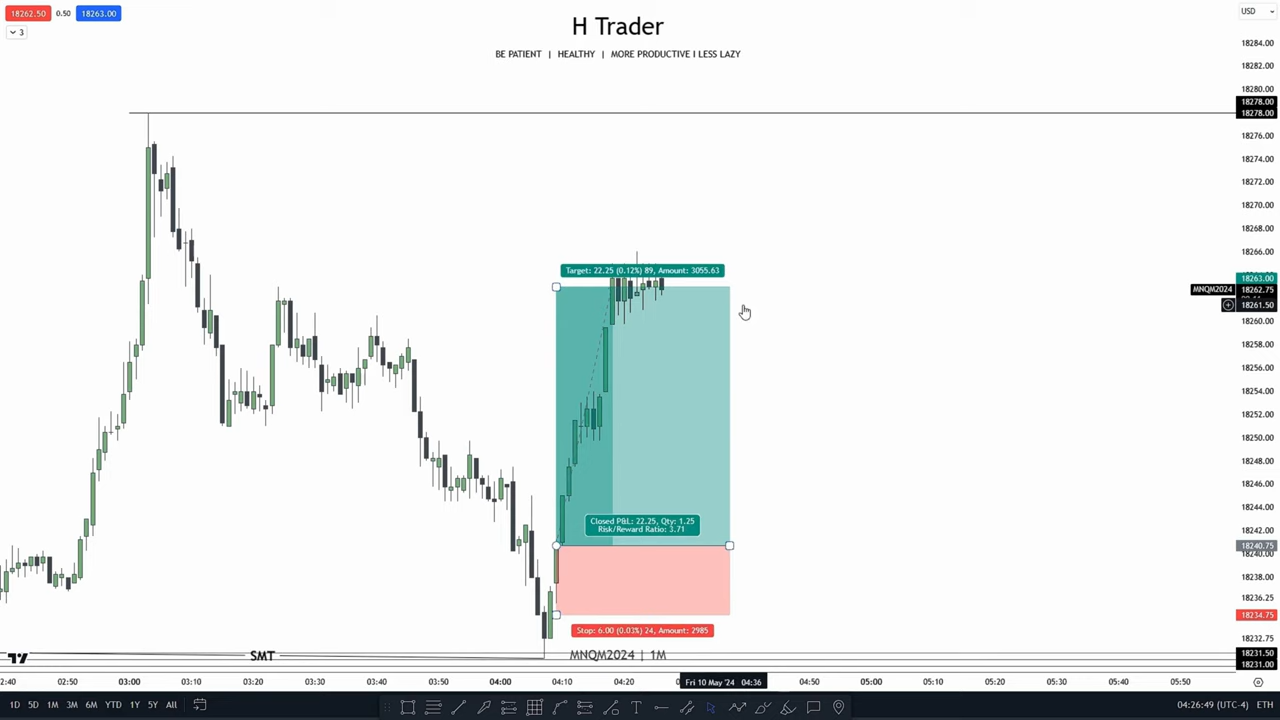 18262.50 0.50 18263.00
3
H Trader
BE PATIENT | HEALTHY | MORE PRODUCTIVE I LESS LAZY
USD
18284.00
18282.00
18280.00
18278.00
18278.00
18276.00
18274.00
18272.00
18270.00
18268.00
18266.00
18263.00
MNQM2024 18262.75
18261.50
18260.00
18258.00
18256.00
18254.00
18252.00
18250.00
18248.00
18246.00
18244.00
18242.00
18240.75
18240.00
18238.00
18236.25
18234.75
18232.75
18231.50
18231.00
Target: 22.25 (0.12%) 89, Amount: 3055.63
Closed P&L: 22.25, Qty: 1.25
Risk/Reward Ratio: 3.71
Stop: 6.00 (0.03%) 24, Amount: 2985
SMT
MNQM2024 | 1M
2:40 03:00 03:10 03:20 03:30 03:40 03:50 04:00 04:10 04:20 Fri 10 May '24 04:36 04:50 05:00 05:10 05:20 05:30 05:40 05:50
1D 5D 1M 3M 6M YTD 1Y 5Y All
04:26:49 (UTC-4) ETH